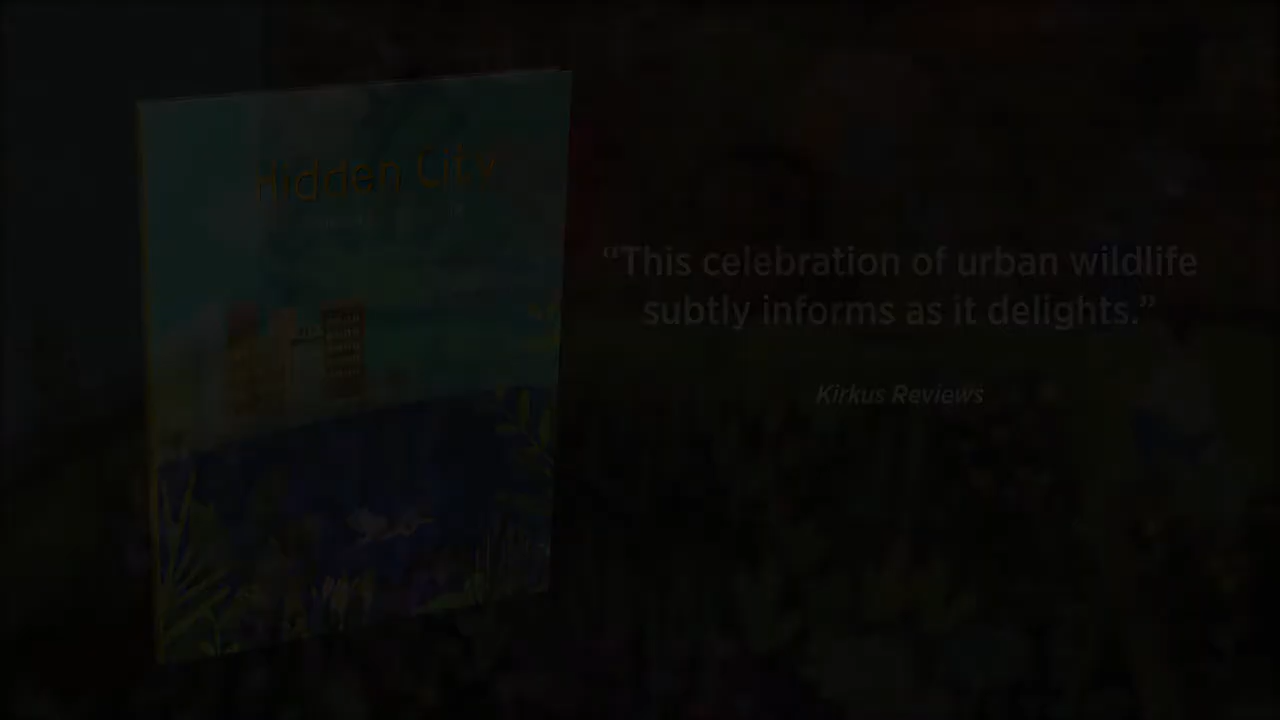 Hidden City
“This celebration of urban wildlife
subtly informs as it delights.”
Kirkus Reviews